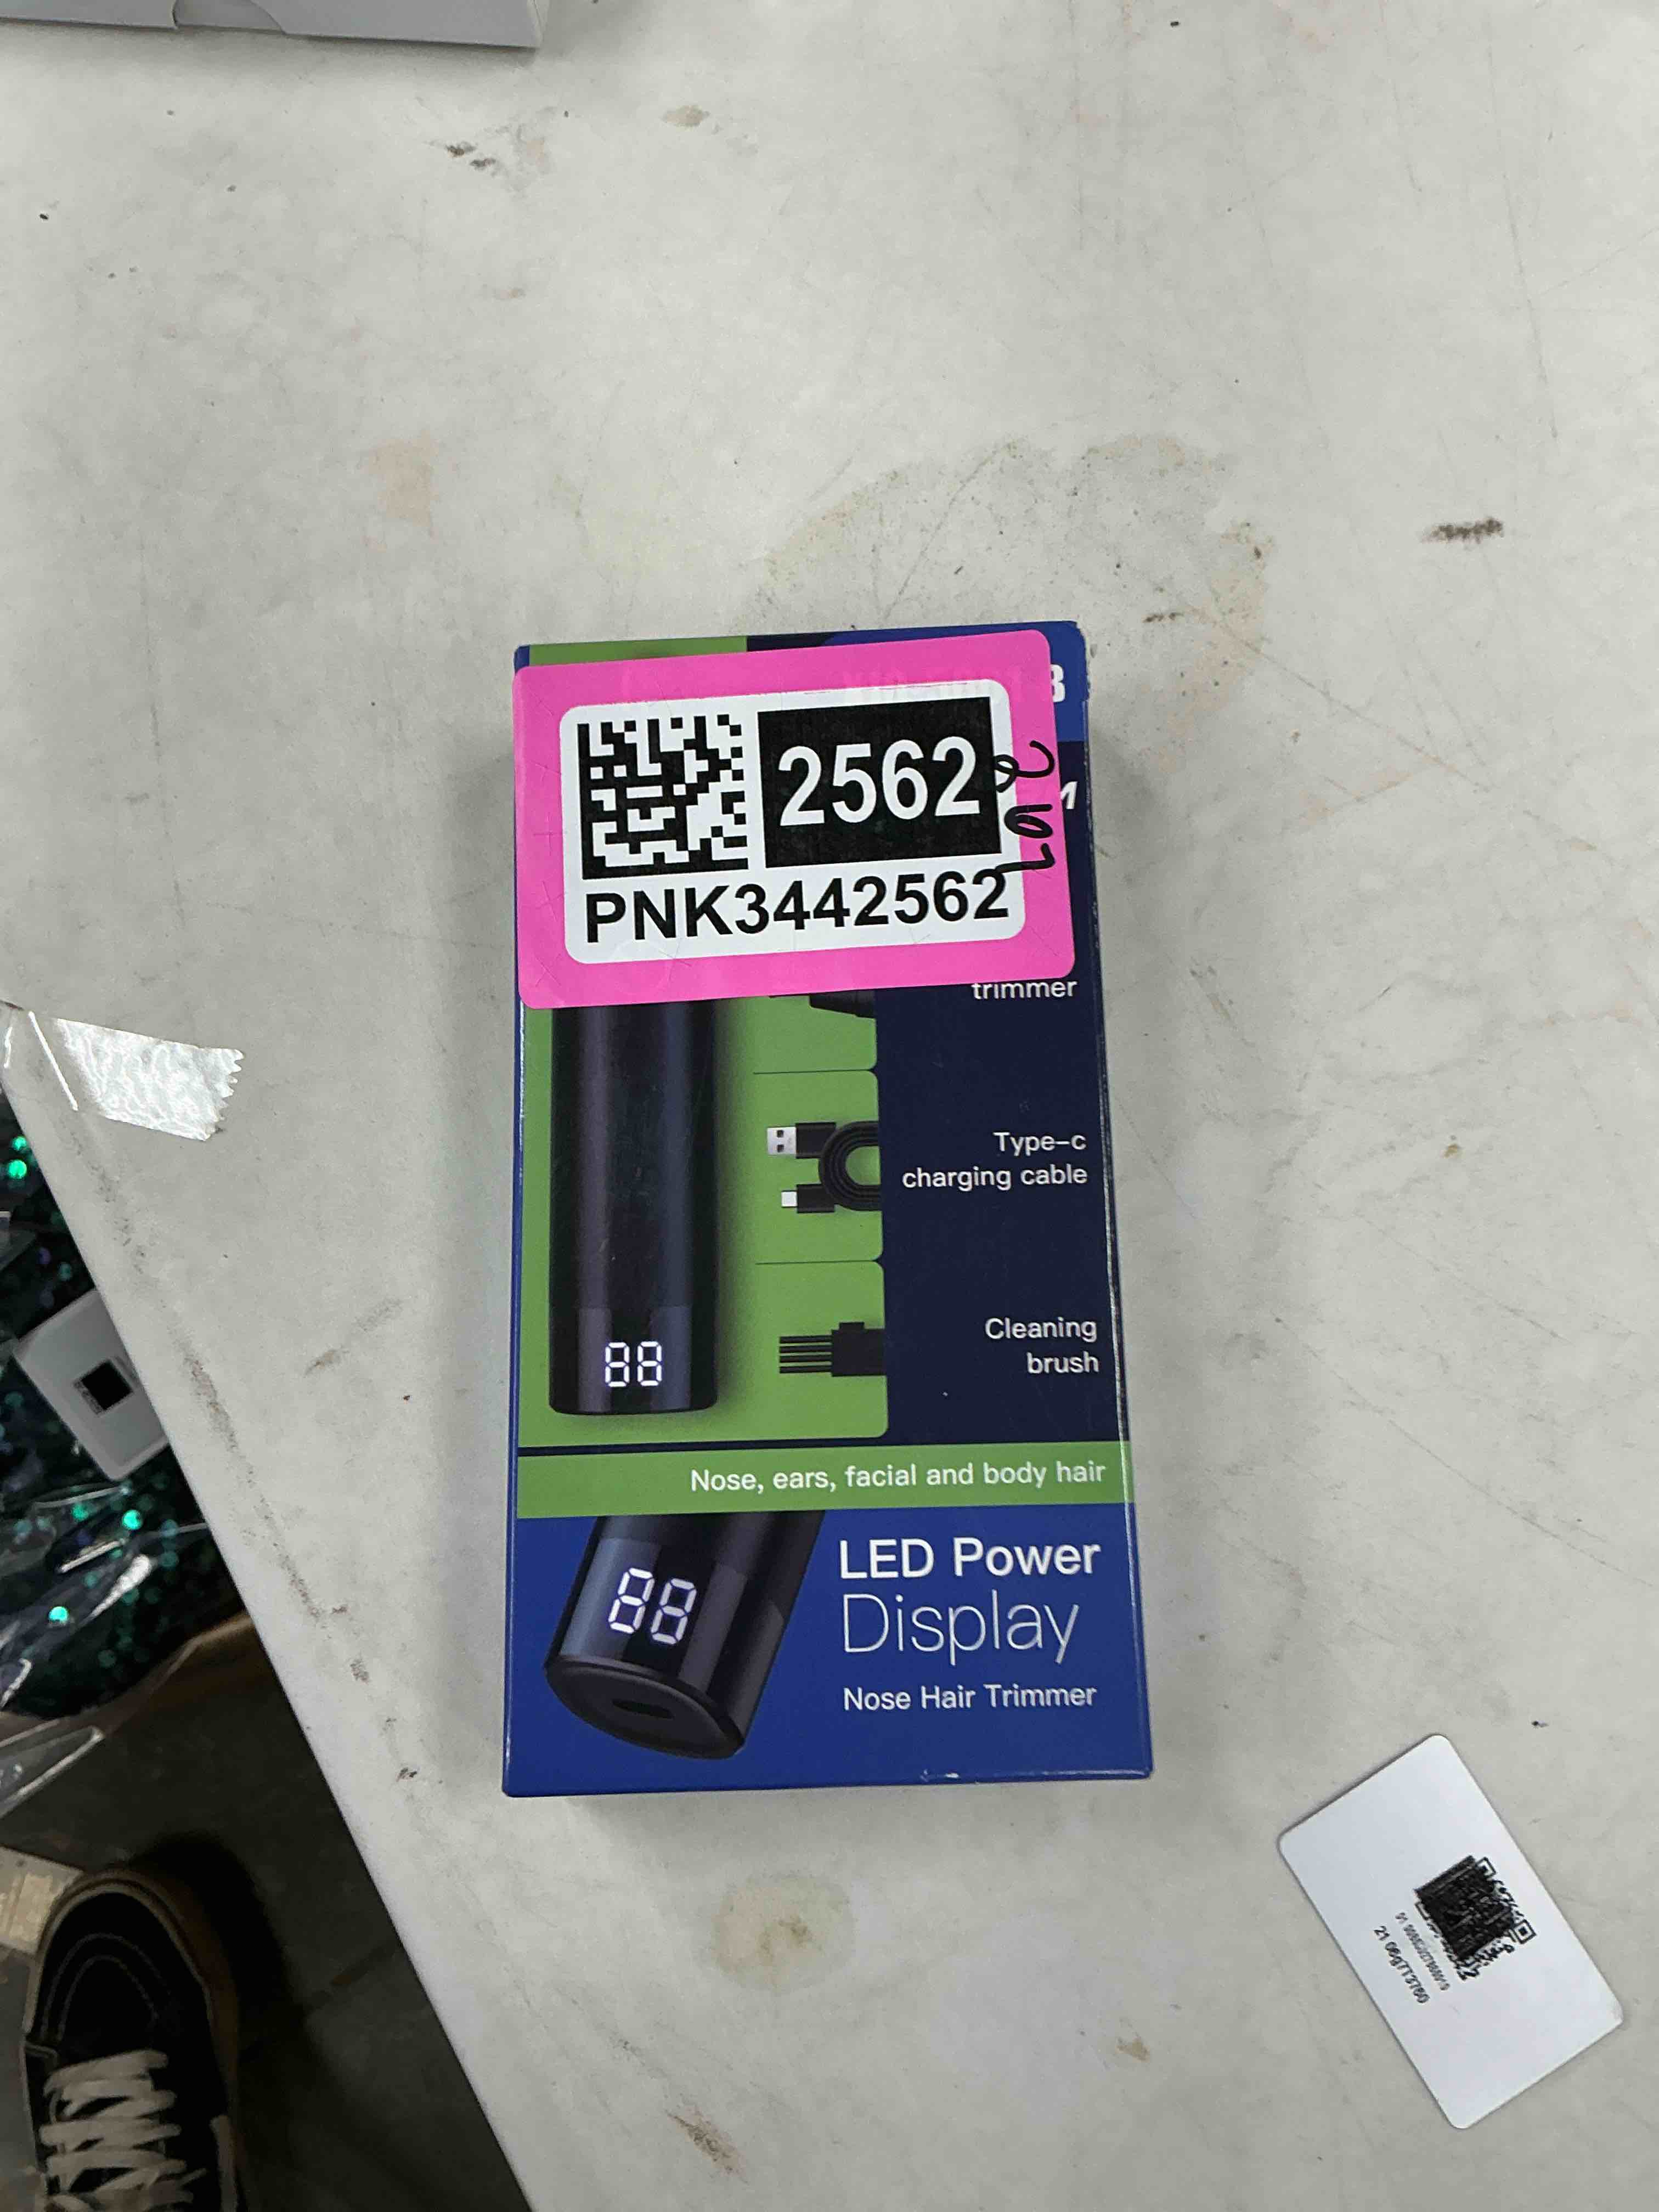 2562
PNK3442562
trimmer
Type-c
charging cable
88
Cleaning
brush
Nose, ears, facial and body hair
88
LED Power
Display
Nose Hair Trimmer